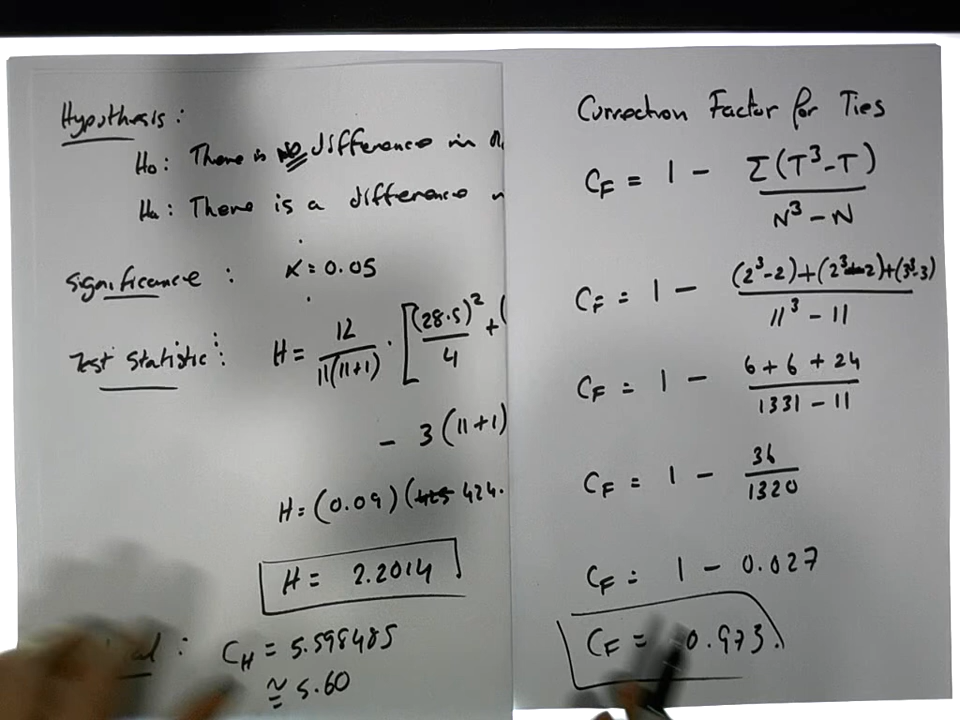 Hypothesis :
H₀ : There is NO difference in
Hₐ : There is a difference
Significance : α = 0.05
Test Statistic : H = 12 / 11(11+1) · [ (28.5)² / 4 + (
− 3 (11+1)
H = (0.09) ( 424.
H = 2.2014
: C_H = 5.598485
≅ 5.60
Correction Factor for Ties
C_F = 1 − Σ(T³−T) / N³ − N
C_F = 1 − (2³−2)+(2³−2)+(3³−3) / 11³ − 11
C_F = 1 − 6 + 6 + 24 / 1331 − 11
C_F = 1 − 36 / 1320
C_F = 1 − 0.027
C_F = 0.973.